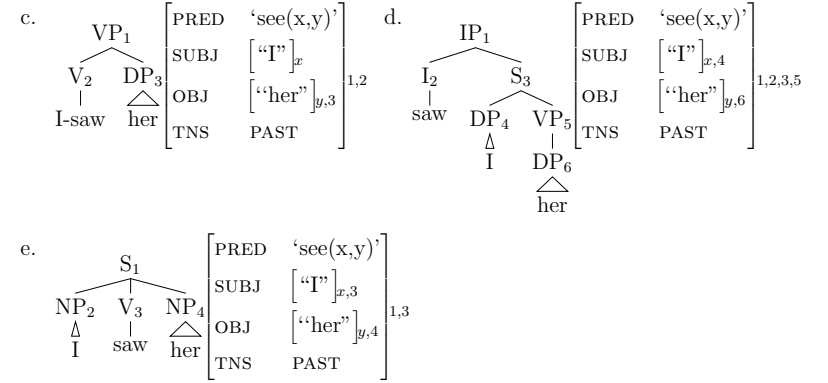 c. VP1 d. IP1
V2 DP3 I2 S3
I-saw her saw DP4 VP5
I DP6
her
PRED ‘see(x,y)’
SUBJ [“I”]x
OBJ [“her”]y,3
TNS PAST
1,2
PRED ‘see(x,y)’
SUBJ [“I”]x,4
OBJ [“her”]y,6
TNS PAST
1,2,3,5
e. S1
NP2 V3 NP4
I saw her
PRED ‘see(x,y)’
SUBJ [“I”]x,3
OBJ [“her”]y,4
TNS PAST
1,3